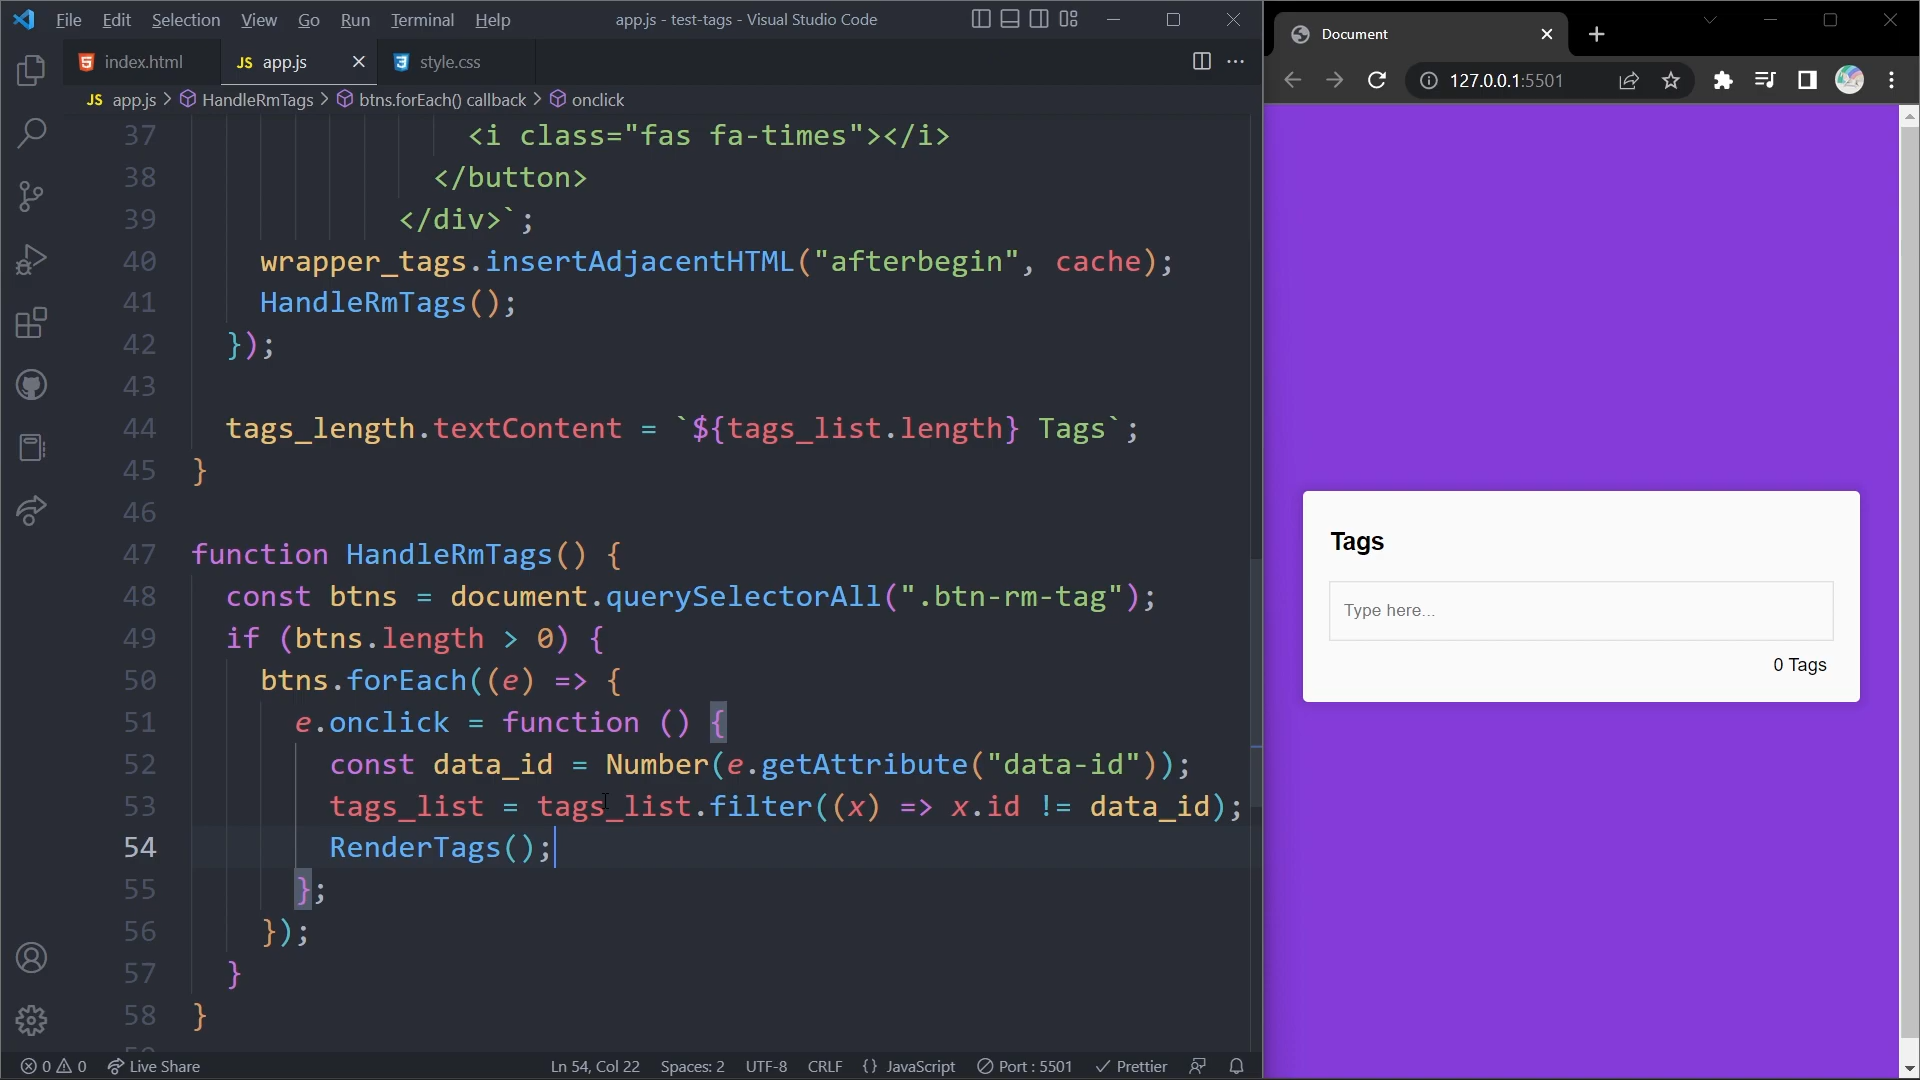 File Edit Selection View Go Run Terminal Help
app.js - test-tags - Visual Studio Code
index.html
JS app.js
style.css
JS app.js > HandleRmTags > btns.forEach() callback > onclick
37 <i class="fas fa-times"></i>
38 </button>
39 </div>`;
40 wrapper_tags.insertAdjacentHTML("afterbegin", cache);
41 HandleRmTags();
42 });
43
44 tags_length.textContent = `${tags_list.length} Tags`;
45 }
46
47 function HandleRmTags() {
48 const btns = document.querySelectorAll(".btn-rm-tag");
49 if (btns.length > 0) {
50 btns.forEach((e) => {
51 e.onclick = function () {
52 const data_id = Number(e.getAttribute("data-id"));
53 tags_list = tags_list.filter((x) => x.id != data_id);
54 RenderTags();
55 };
56 });
57 }
58 }
0 0 Live Share
Ln 54, Col 22 Spaces: 2 UTF-8 CRLF {} JavaScript Port : 5501 Prettier
Document
127.0.0.1:5501
Tags
Type here...
0 Tags